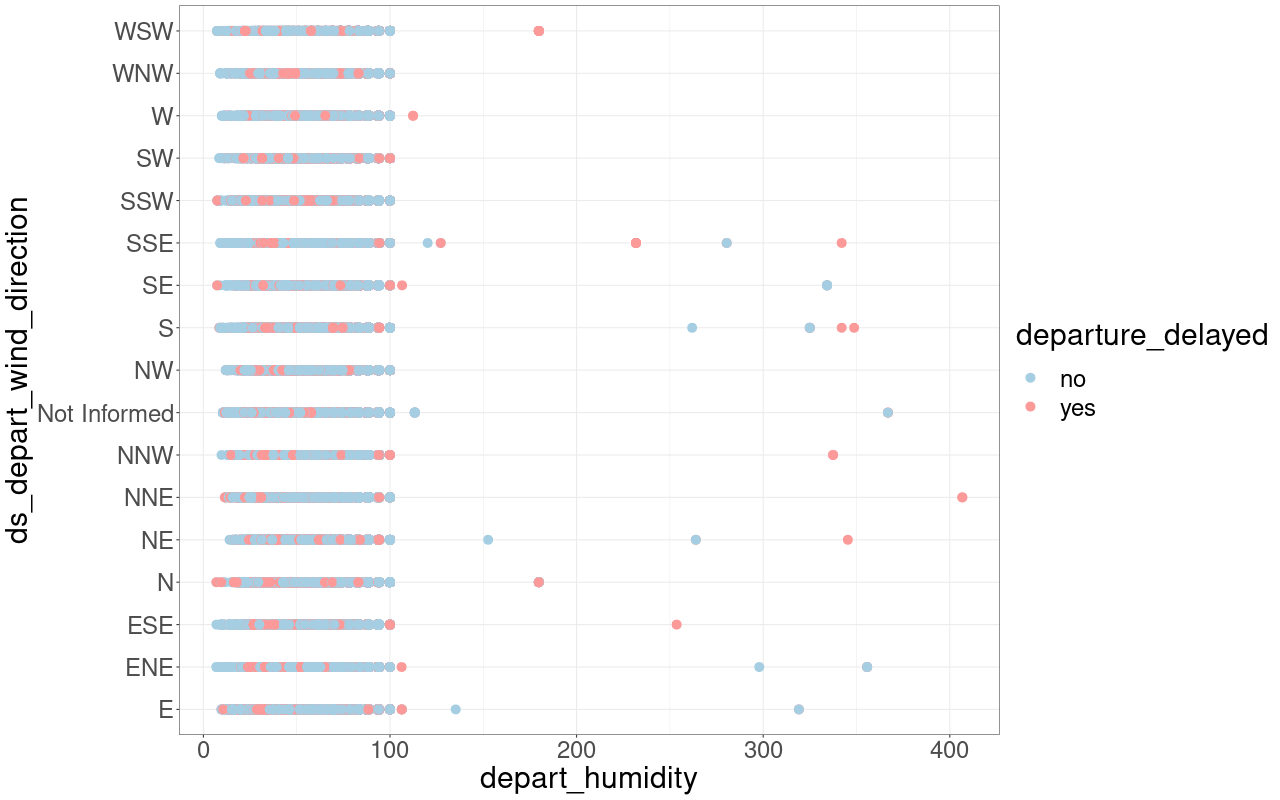 ds_depart_wind_direction
WSW
WNW
W
SW
SSW
SSE
SE
S
NW
Not Informed
NNW
NNE
NE
N
ESE
ENE
E
0 100 200 300 400
depart_humidity
departure_delayed
no
yes